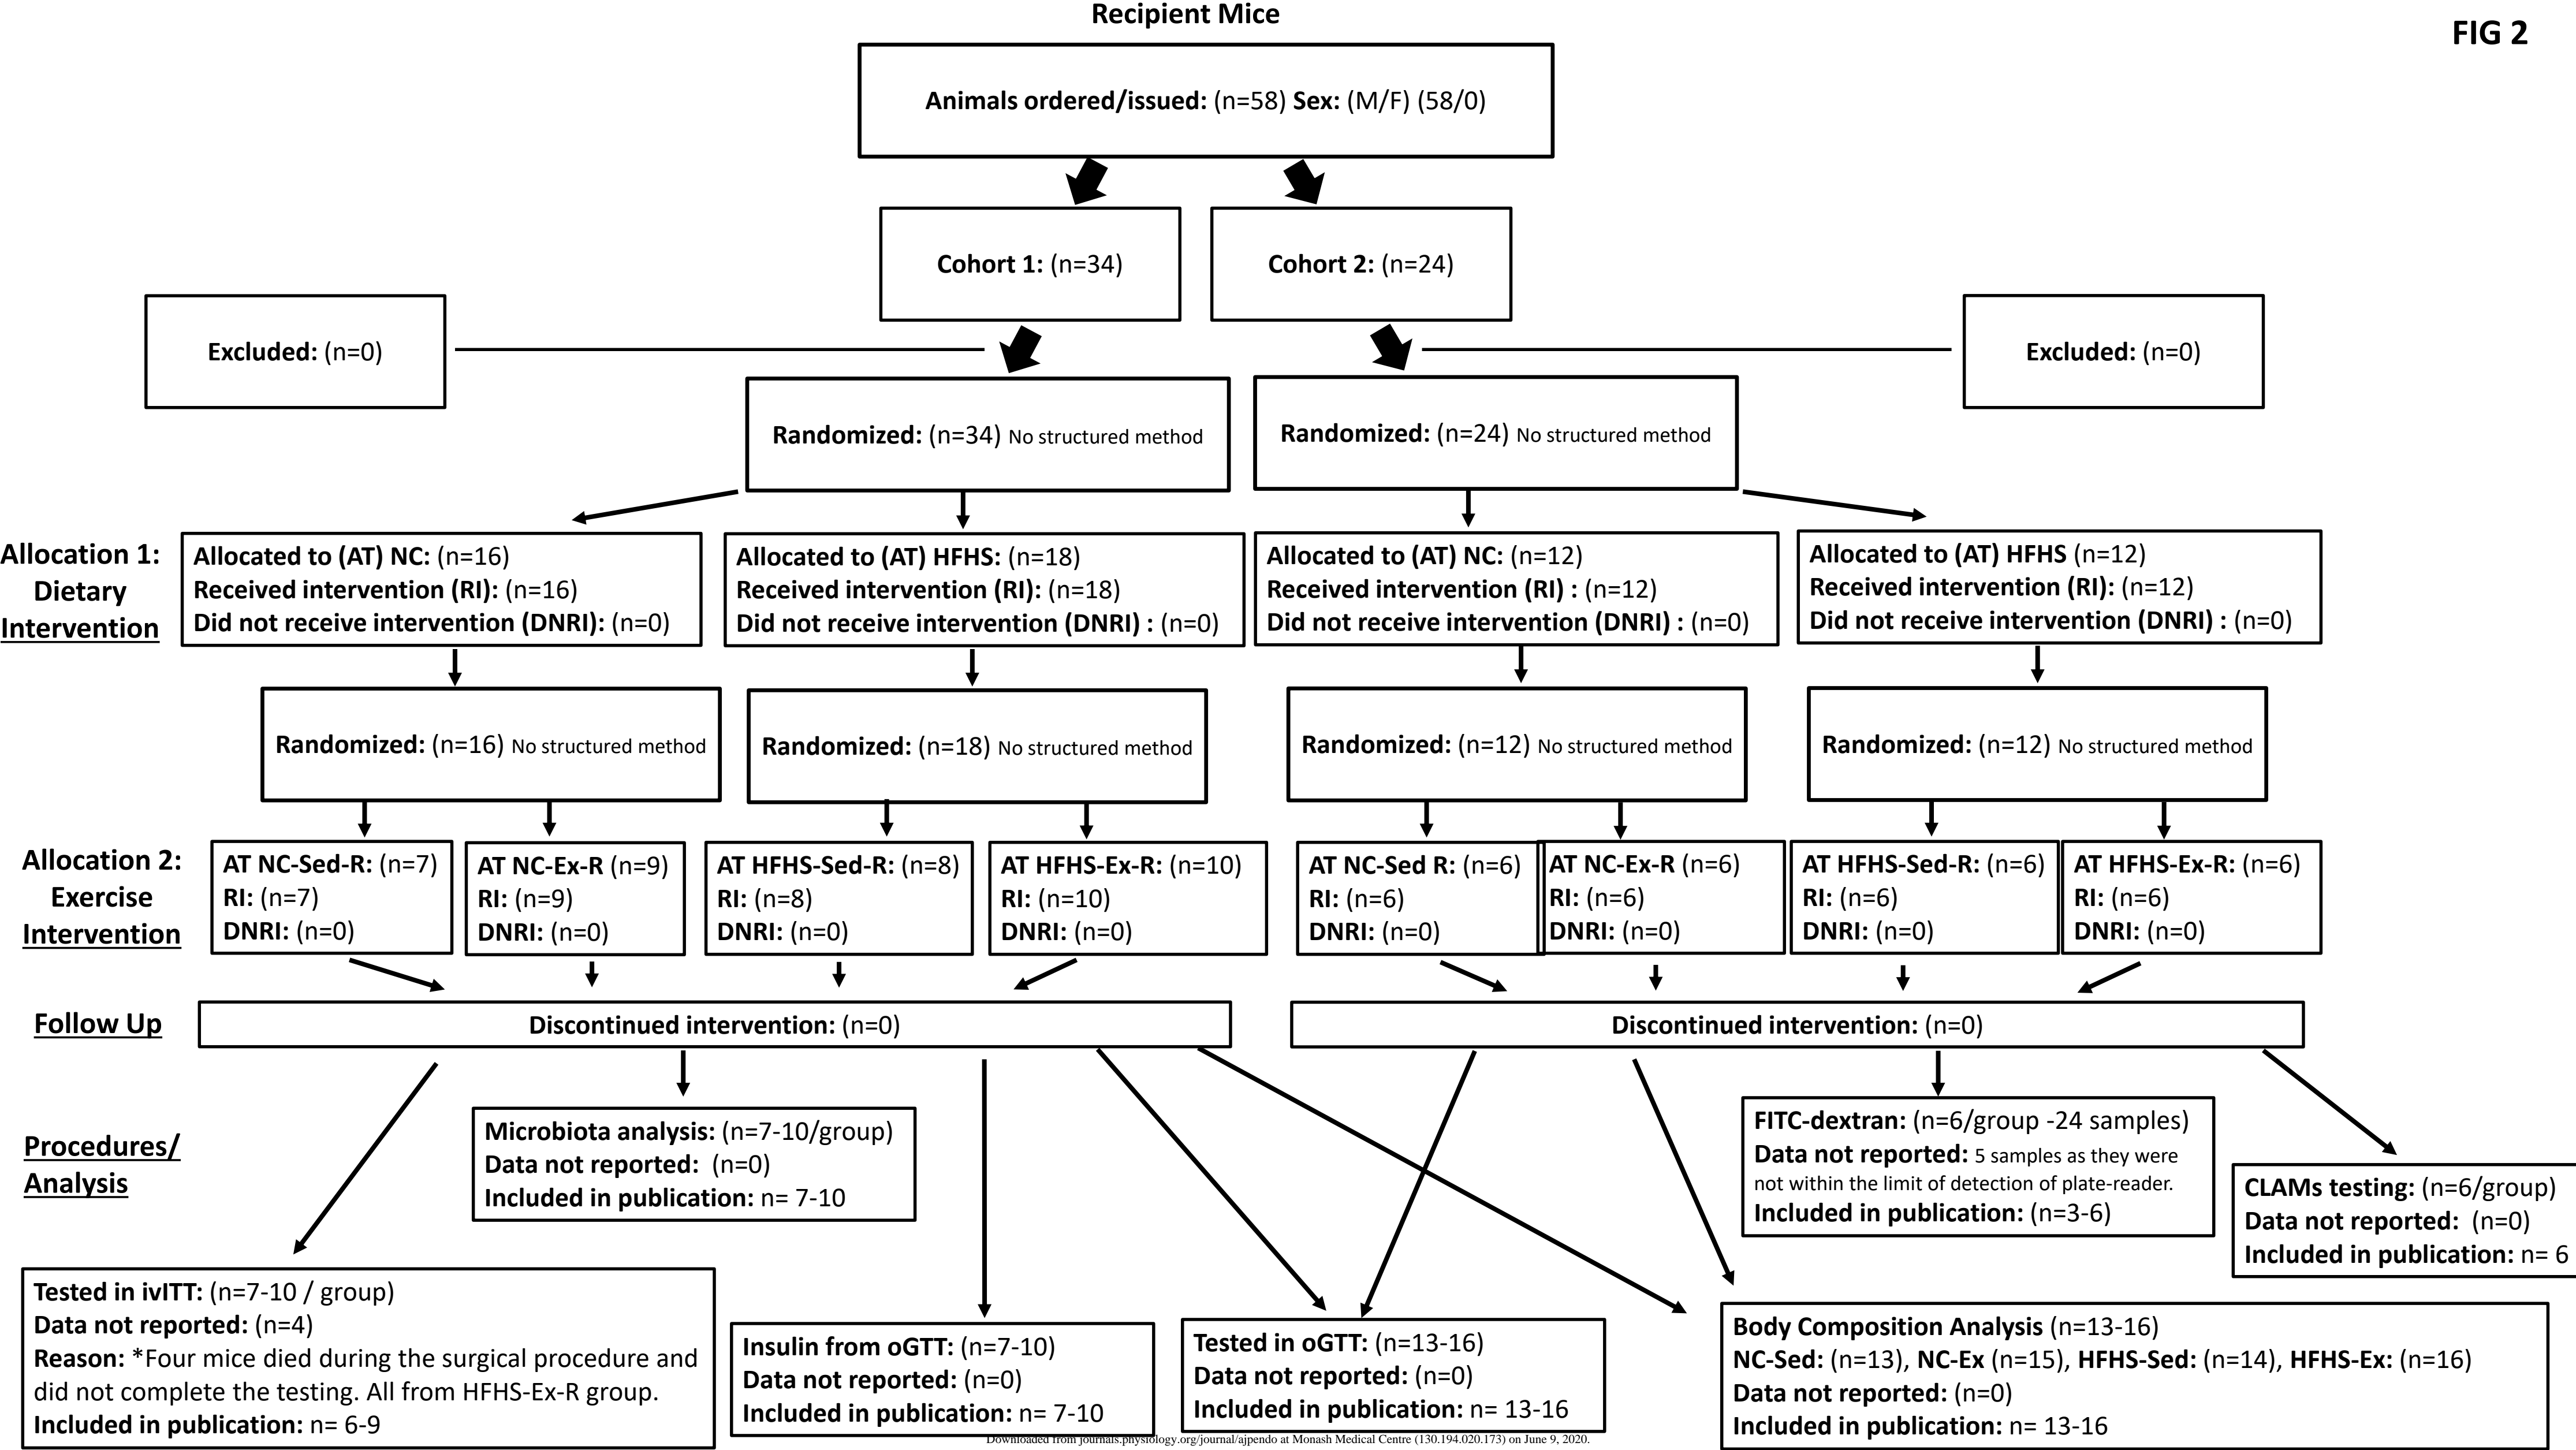 Recipient Mice
FIG 2
Animals ordered/issued: (n=58) Sex: (M/F) (58/0)
Cohort 1: (n=34)
Cohort 2: (n=24)
Excluded: (n=0)
Excluded: (n=0)
Randomized: (n=34) No structured method
Randomized: (n=24) No structured method
Allocation 1:
Dietary
Intervention
Allocated to (AT) NC: (n=16)
Received intervention (RI): (n=16)
Did not receive intervention (DNRI): (n=0)
Allocated to (AT) HFHS: (n=18)
Received intervention (RI): (n=18)
Did not receive intervention (DNRI) : (n=0)
Allocated to (AT) NC: (n=12)
Received intervention (RI) : (n=12)
Did not receive intervention (DNRI) : (n=0)
Allocated to (AT) HFHS (n=12)
Received intervention (RI): (n=12)
Did not receive intervention (DNRI) : (n=0)
Randomized: (n=16) No structured method
Randomized: (n=18) No structured method
Randomized: (n=12) No structured method
Randomized: (n=12) No structured method
Allocation 2:
Exercise
Intervention
AT NC-Sed-R: (n=7)
RI: (n=7)
DNRI: (n=0)
AT NC-Ex-R (n=9)
RI: (n=9)
DNRI: (n=0)
AT HFHS-Sed-R: (n=8)
RI: (n=8)
DNRI: (n=0)
AT HFHS-Ex-R: (n=10)
RI: (n=10)
DNRI: (n=0)
AT NC-Sed R: (n=6)
RI: (n=6)
DNRI: (n=0)
AT NC-Ex-R (n=6)
RI: (n=6)
DNRI: (n=0)
AT HFHS-Sed-R: (n=6)
RI: (n=6)
DNRI: (n=0)
AT HFHS-Ex-R: (n=6)
RI: (n=6)
DNRI: (n=0)
Follow Up
Discontinued intervention: (n=0)
Discontinued intervention: (n=0)
Procedures/
Analysis
Microbiota analysis: (n=7-10/group)
Data not reported: (n=0)
Included in publication: n= 7-10
FITC-dextran: (n=6/group -24 samples)
Data not reported: 5 samples as they were
not within the limit of detection of plate-reader.
Included in publication: (n=3-6)
CLAMs testing: (n=6/group)
Data not reported: (n=0)
Included in publication: n= 6
Tested in ivITT: (n=7-10 / group)
Data not reported: (n=4)
Reason: *Four mice died during the surgical procedure and
did not complete the testing. All from HFHS-Ex-R group.
Included in publication: n= 6-9
Insulin from oGTT: (n=7-10)
Data not reported: (n=0)
Included in publication: n= 7-10
Tested in oGTT: (n=13-16)
Data not reported: (n=0)
Included in publication: n= 13-16
Body Composition Analysis (n=13-16)
NC-Sed: (n=13), NC-Ex (n=15), HFHS-Sed: (n=14), HFHS-Ex: (n=16)
Data not reported: (n=0)
Included in publication: n= 13-16
Downloaded from journals.physiology.org/journal/ajpendo at Monash Medical Centre (130.194.020.173) on June 9, 2020.